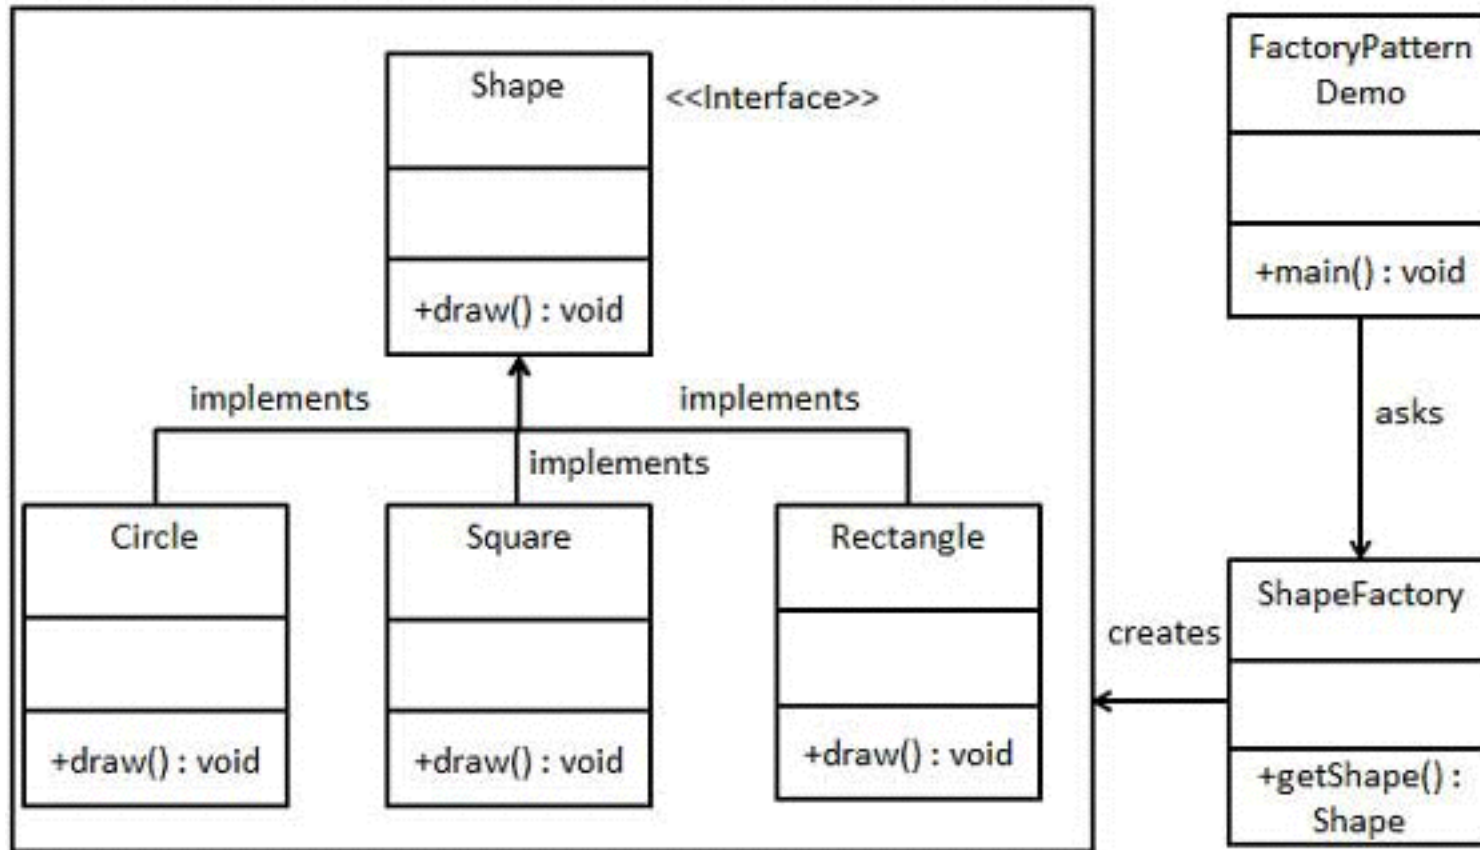 Shape
<<Interface>>
+draw() : void
implements
implements
implements
Circle
+draw() : void
Square
+draw() : void
Rectangle
+draw() : void
FactoryPattern
Demo
+main() : void
asks
ShapeFactory
+getShape() :
Shape
creates